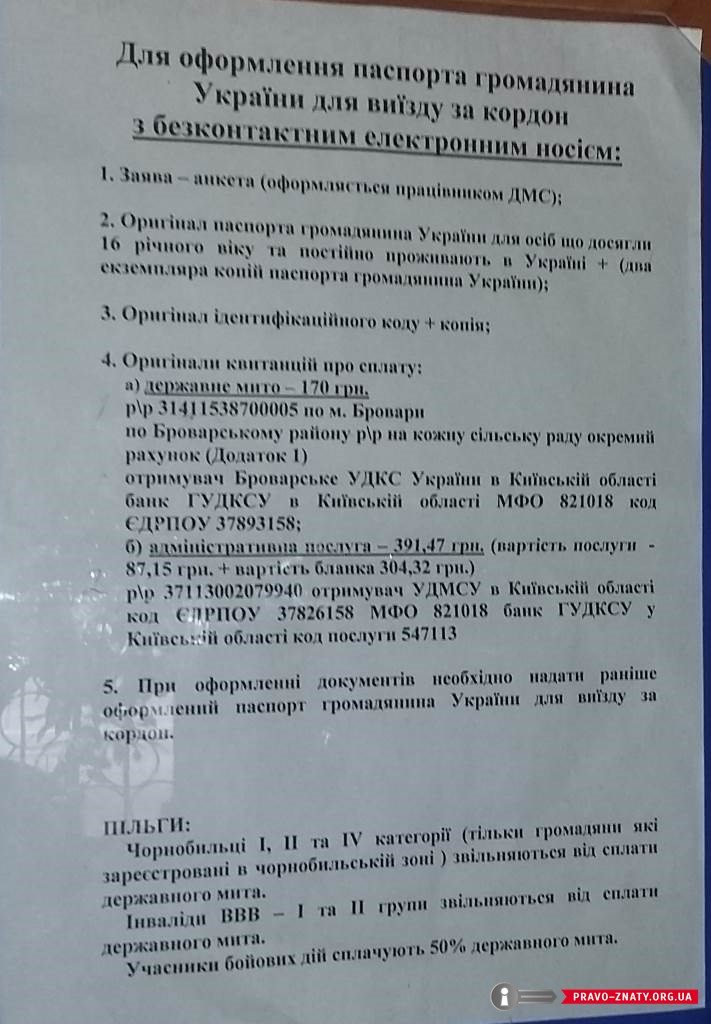 Для оформлення паспорта громадянина
України для виїзду за кордон
з безконтактним електронним носієм:
1. Заява – анкета (оформляється працівником ДМС);
2. Оригінал паспорта громадянина України для осіб що досягли
16 річного віку та постійно проживають в Україні + (два
екземпляра копій паспорта громадянина України);
3. Оригінал ідентифікаційного коду + копія;
4. Оригінали квитанцій про сплату:
а) державне мито – 170 грн.
р\р 31411538700005 по м. Бровари
по Броварському району р\р на кожну сільську раду окремий
рахунок (Додаток 1)
отримувач Броварське УДКС України в Київській області
банк ГУДКСУ в Київській області МФО 821018 код
ЄДРПОУ 37893158;
б) адміністративна послуга – 391,47 грн. (вартість послуги -
87,15 грн. + вартість бланка 304,32 грн.)
р\р 37113002079940 отримувач УДМСУ в Київській області
код ЄДРПОУ 37826158 МФО 821018 банк ГУДКСУ у
Київській області код послуги 547113
5. При оформленні документів необхідно надати раніше
оформлений паспорт громадянина України для виїзду за
кордон.
ПІЛЬГИ:
Чорнобильці І, ІІ та IV категорії (тільки громадяни які
зареєстровані в чорнобильській зоні ) звільняються від сплати
державного мита.
Інваліди ВВВ – І та ІІ групи звільняються від сплати
державного мита.
Учасники бойових дій сплачують 50% державного мита.
PRAVO-ZNATY.ORG.UA